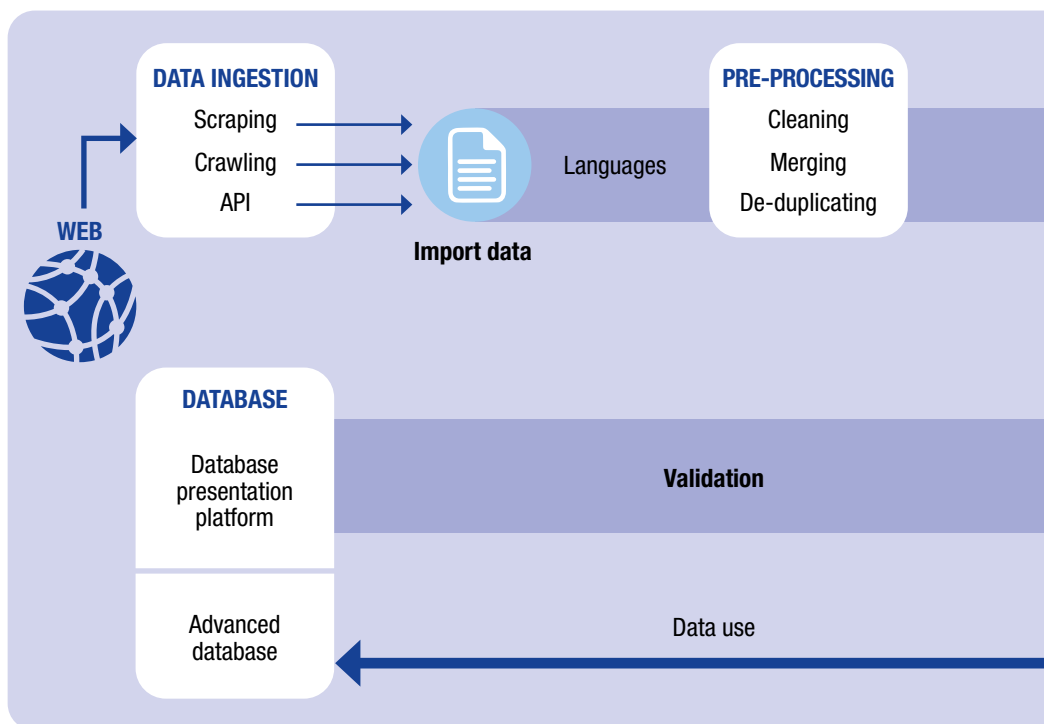 DATA INGESTION
Scraping
Crawling
API
WEB
Import data
Languages
PRE-PROCESSING
Cleaning
Merging
De-duplicating
DATABASE
Database
presentation
platform
Validation
Advanced
database
Data use